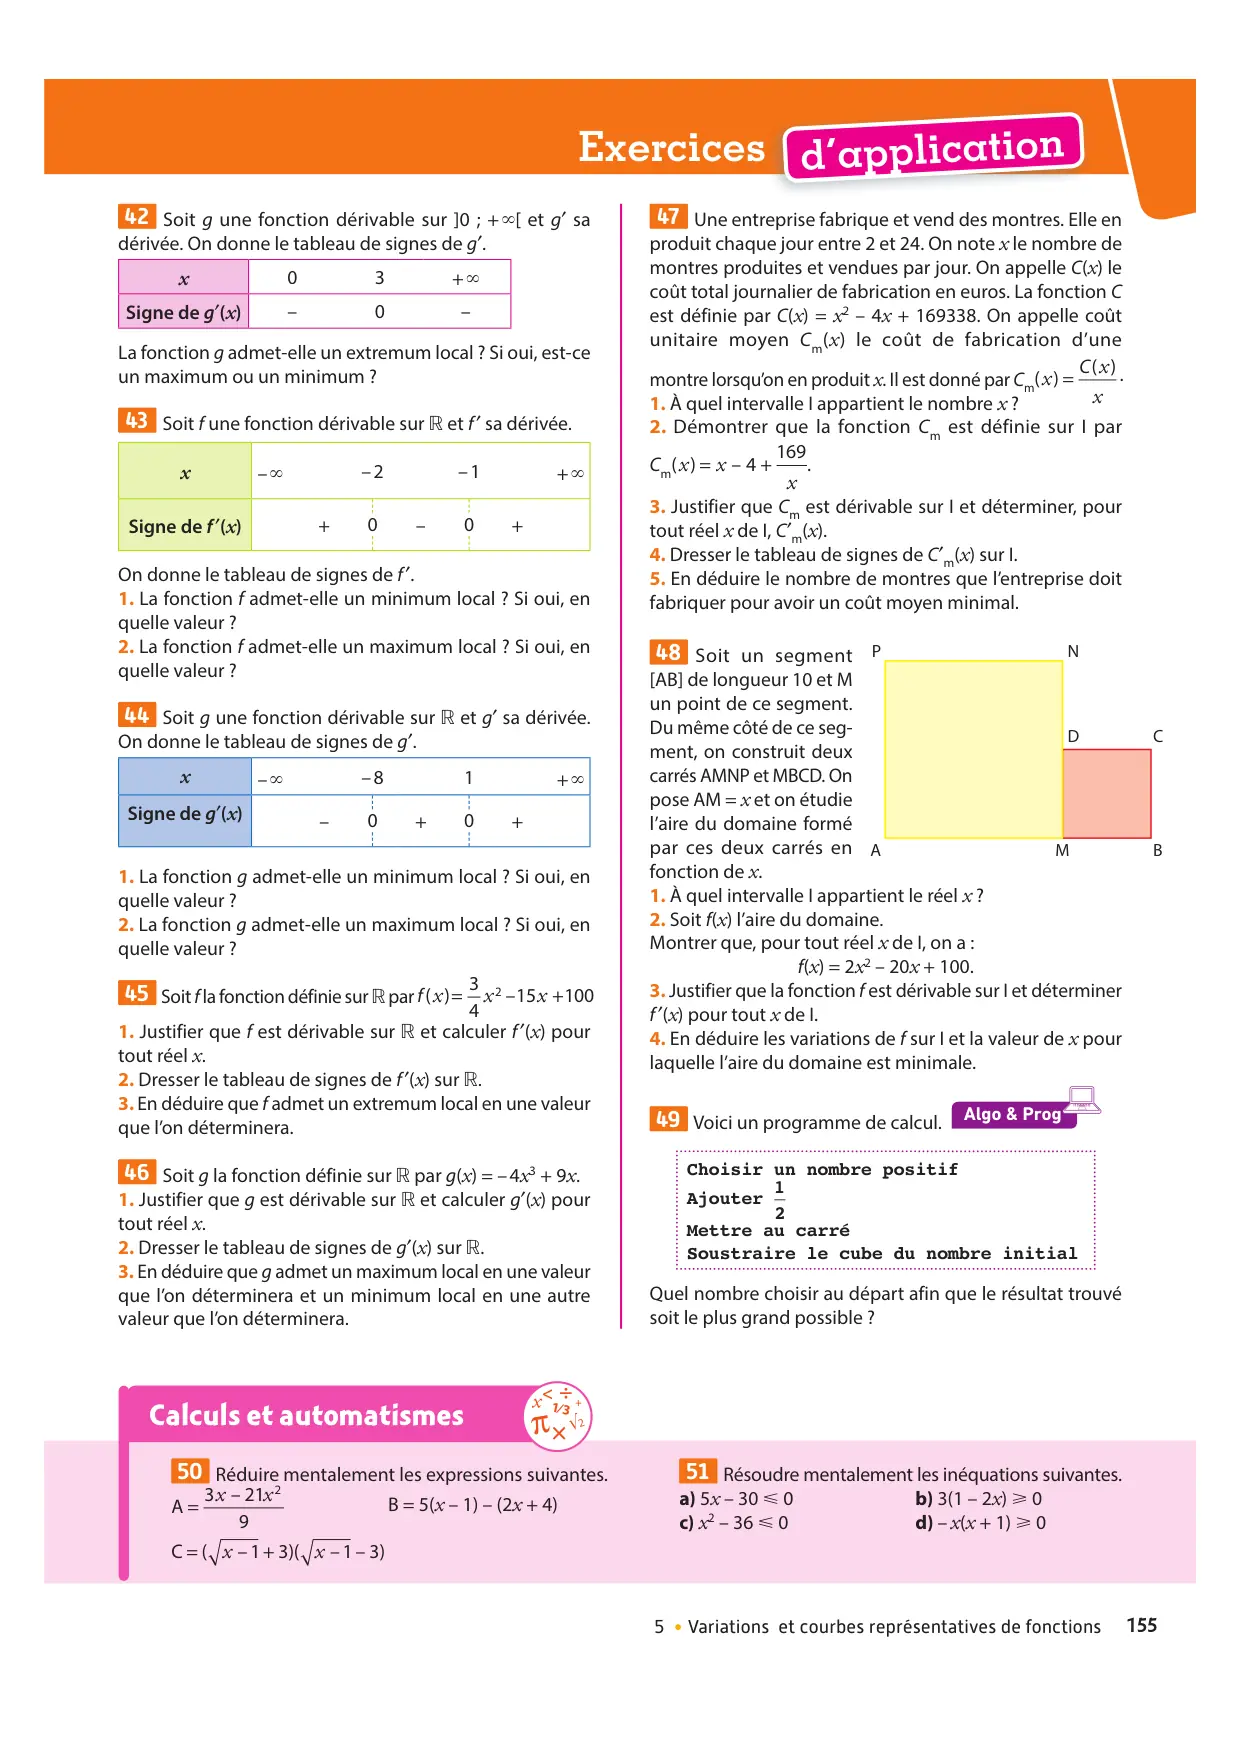 Exercices d’application
42 Soit g une fonction dérivable sur ]0 ; +∞[ et g′ sa
dérivée. On donne le tableau de signes de g′.
x 0 3 +∞
Signe de g′(x) – 0 –
La fonction g admet-elle un extremum local ? Si oui, est-ce
un maximum ou un minimum ?
43 Soit f une fonction dérivable sur ℝ et f′ sa dérivée.
x –∞ –2 –1 +∞
Signe de f′(x) + 0 – 0 +
On donne le tableau de signes de f′.
1. La fonction f admet-elle un minimum local ? Si oui, en
quelle valeur ?
2. La fonction f admet-elle un maximum local ? Si oui, en
quelle valeur ?
44 Soit g une fonction dérivable sur ℝ et g′ sa dérivée.
On donne le tableau de signes de g′.
x –∞ –8 1 +∞
Signe de g′(x) – 0 + 0 +
1. La fonction g admet-elle un minimum local ? Si oui, en
quelle valeur ?
2. La fonction g admet-elle un maximum local ? Si oui, en
quelle valeur ?
45 Soit f la fonction définie sur ℝ par f(x) = 3/4 x² – 15x + 100
1. Justifier que f est dérivable sur ℝ et calculer f′(x) pour
tout réel x.
2. Dresser le tableau de signes de f′(x) sur ℝ.
3. En déduire que f admet un extremum local en une valeur
que l’on déterminera.
46 Soit g la fonction définie sur ℝ par g(x) = –4x³ + 9x.
1. Justifier que g est dérivable sur ℝ et calculer g′(x) pour
tout réel x.
2. Dresser le tableau de signes de g′(x) sur ℝ.
3. En déduire que g admet un maximum local en une valeur
que l’on déterminera et un minimum local en une autre
valeur que l’on déterminera.
47 Une entreprise fabrique et vend des montres. Elle en
produit chaque jour entre 2 et 24. On note x le nombre de
montres produites et vendues par jour. On appelle C(x) le
coût total journalier de fabrication en euros. La fonction C
est définie par C(x) = x² – 4x + 169338. On appelle coût
unitaire moyen Cm(x) le coût de fabrication d’une
montre lorsqu’on en produit x. Il est donné par Cm(x) = C(x)/x.
1. À quel intervalle I appartient le nombre x ?
2. Démontrer que la fonction Cm est définie sur I par
Cm(x) = x – 4 + 169/x.
3. Justifier que Cm est dérivable sur I et déterminer, pour
tout réel x de I, C′m(x).
4. Dresser le tableau de signes de C′m(x) sur I.
5. En déduire le nombre de montres que l’entreprise doit
fabriquer pour avoir un coût moyen minimal.
48 Soit un segment
[AB] de longueur 10 et M
un point de ce segment.
Du même côté de ce seg-
ment, on construit deux
carrés AMNP et MBCD. On
pose AM = x et on étudie
l’aire du domaine formé
par ces deux carrés en
fonction de x.
P N
D C
A M B
1. À quel intervalle I appartient le réel x ?
2. Soit f(x) l’aire du domaine.
Montrer que, pour tout réel x de I, on a :
f(x) = 2x² – 20x + 100.
3. Justifier que la fonction f est dérivable sur I et déterminer
f′(x) pour tout x de I.
4. En déduire les variations de f sur I et la valeur de x pour
laquelle l’aire du domaine est minimale.
49 Voici un programme de calcul. Algo & Prog
Choisir un nombre positif
Ajouter 1/2
Mettre au carré
Soustraire le cube du nombre initial
Quel nombre choisir au départ afin que le résultat trouvé
soit le plus grand possible ?
Calculs et automatismes
x < ÷ 1/3 + π × √2
50 Réduire mentalement les expressions suivantes.
A = (3x – 21x²)/9 B = 5(x – 1) – (2x + 4)
C = (√(x – 1) + 3)(√(x – 1) – 3)
51 Résoudre mentalement les inéquations suivantes.
a) 5x – 30 ⩽ 0 b) 3(1 – 2x) ⩾ 0
c) x² – 36 ⩽ 0 d) –x(x + 1) ⩾ 0
5 • Variations et courbes représentatives de fonctions 155